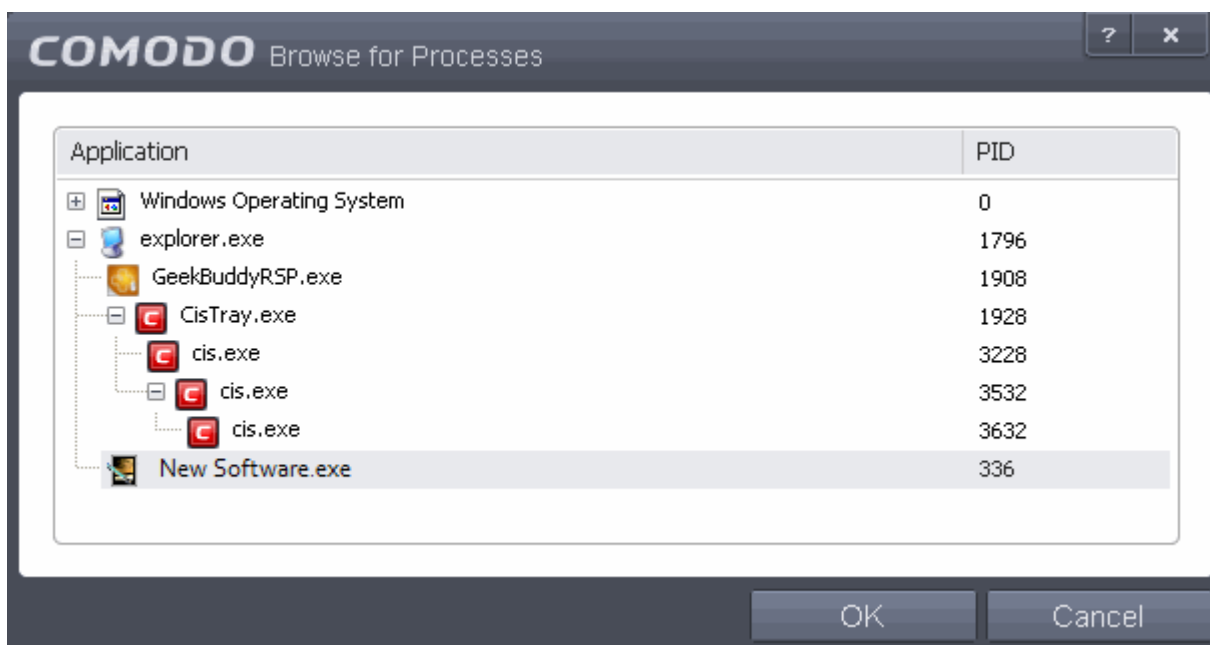 COMODO Browse for Processes ? x
Application PID
Windows Operating System 0
explorer.exe 1796
GeekBuddyRSP.exe 1908
CisTray.exe 1928
cis.exe 3228
cis.exe 3532
cis.exe 3632
New Software.exe 336
OK Cancel